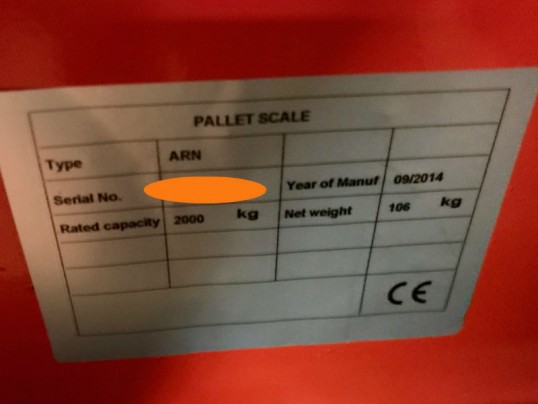 PALLET SCALE
Type ARN
Serial No. Year of Manuf 09/2014
Rated capacity 2000 kg Net weight 106 kg
CE